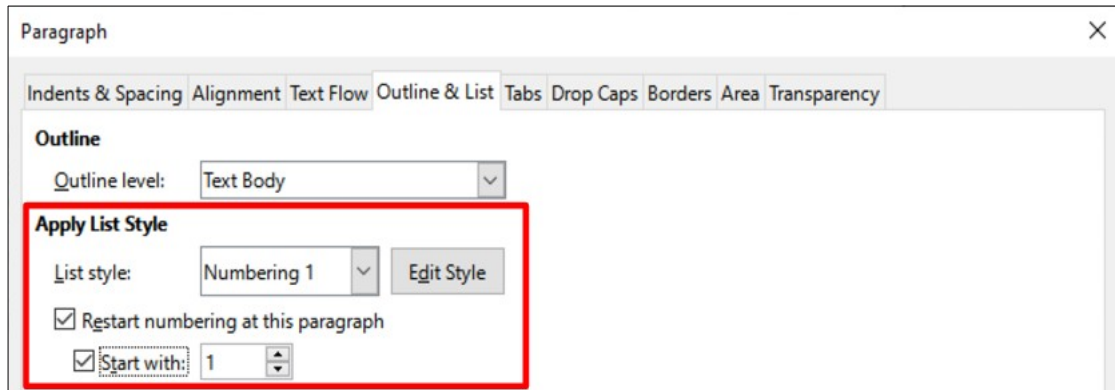 Paragraph
Indents & Spacing Alignment Text Flow Outline & List Tabs Drop Caps Borders Area Transparency
Outline
Outline level: Text Body
Apply List Style
List style: Numbering 1 Edit Style
Restart numbering at this paragraph
Start with: 1